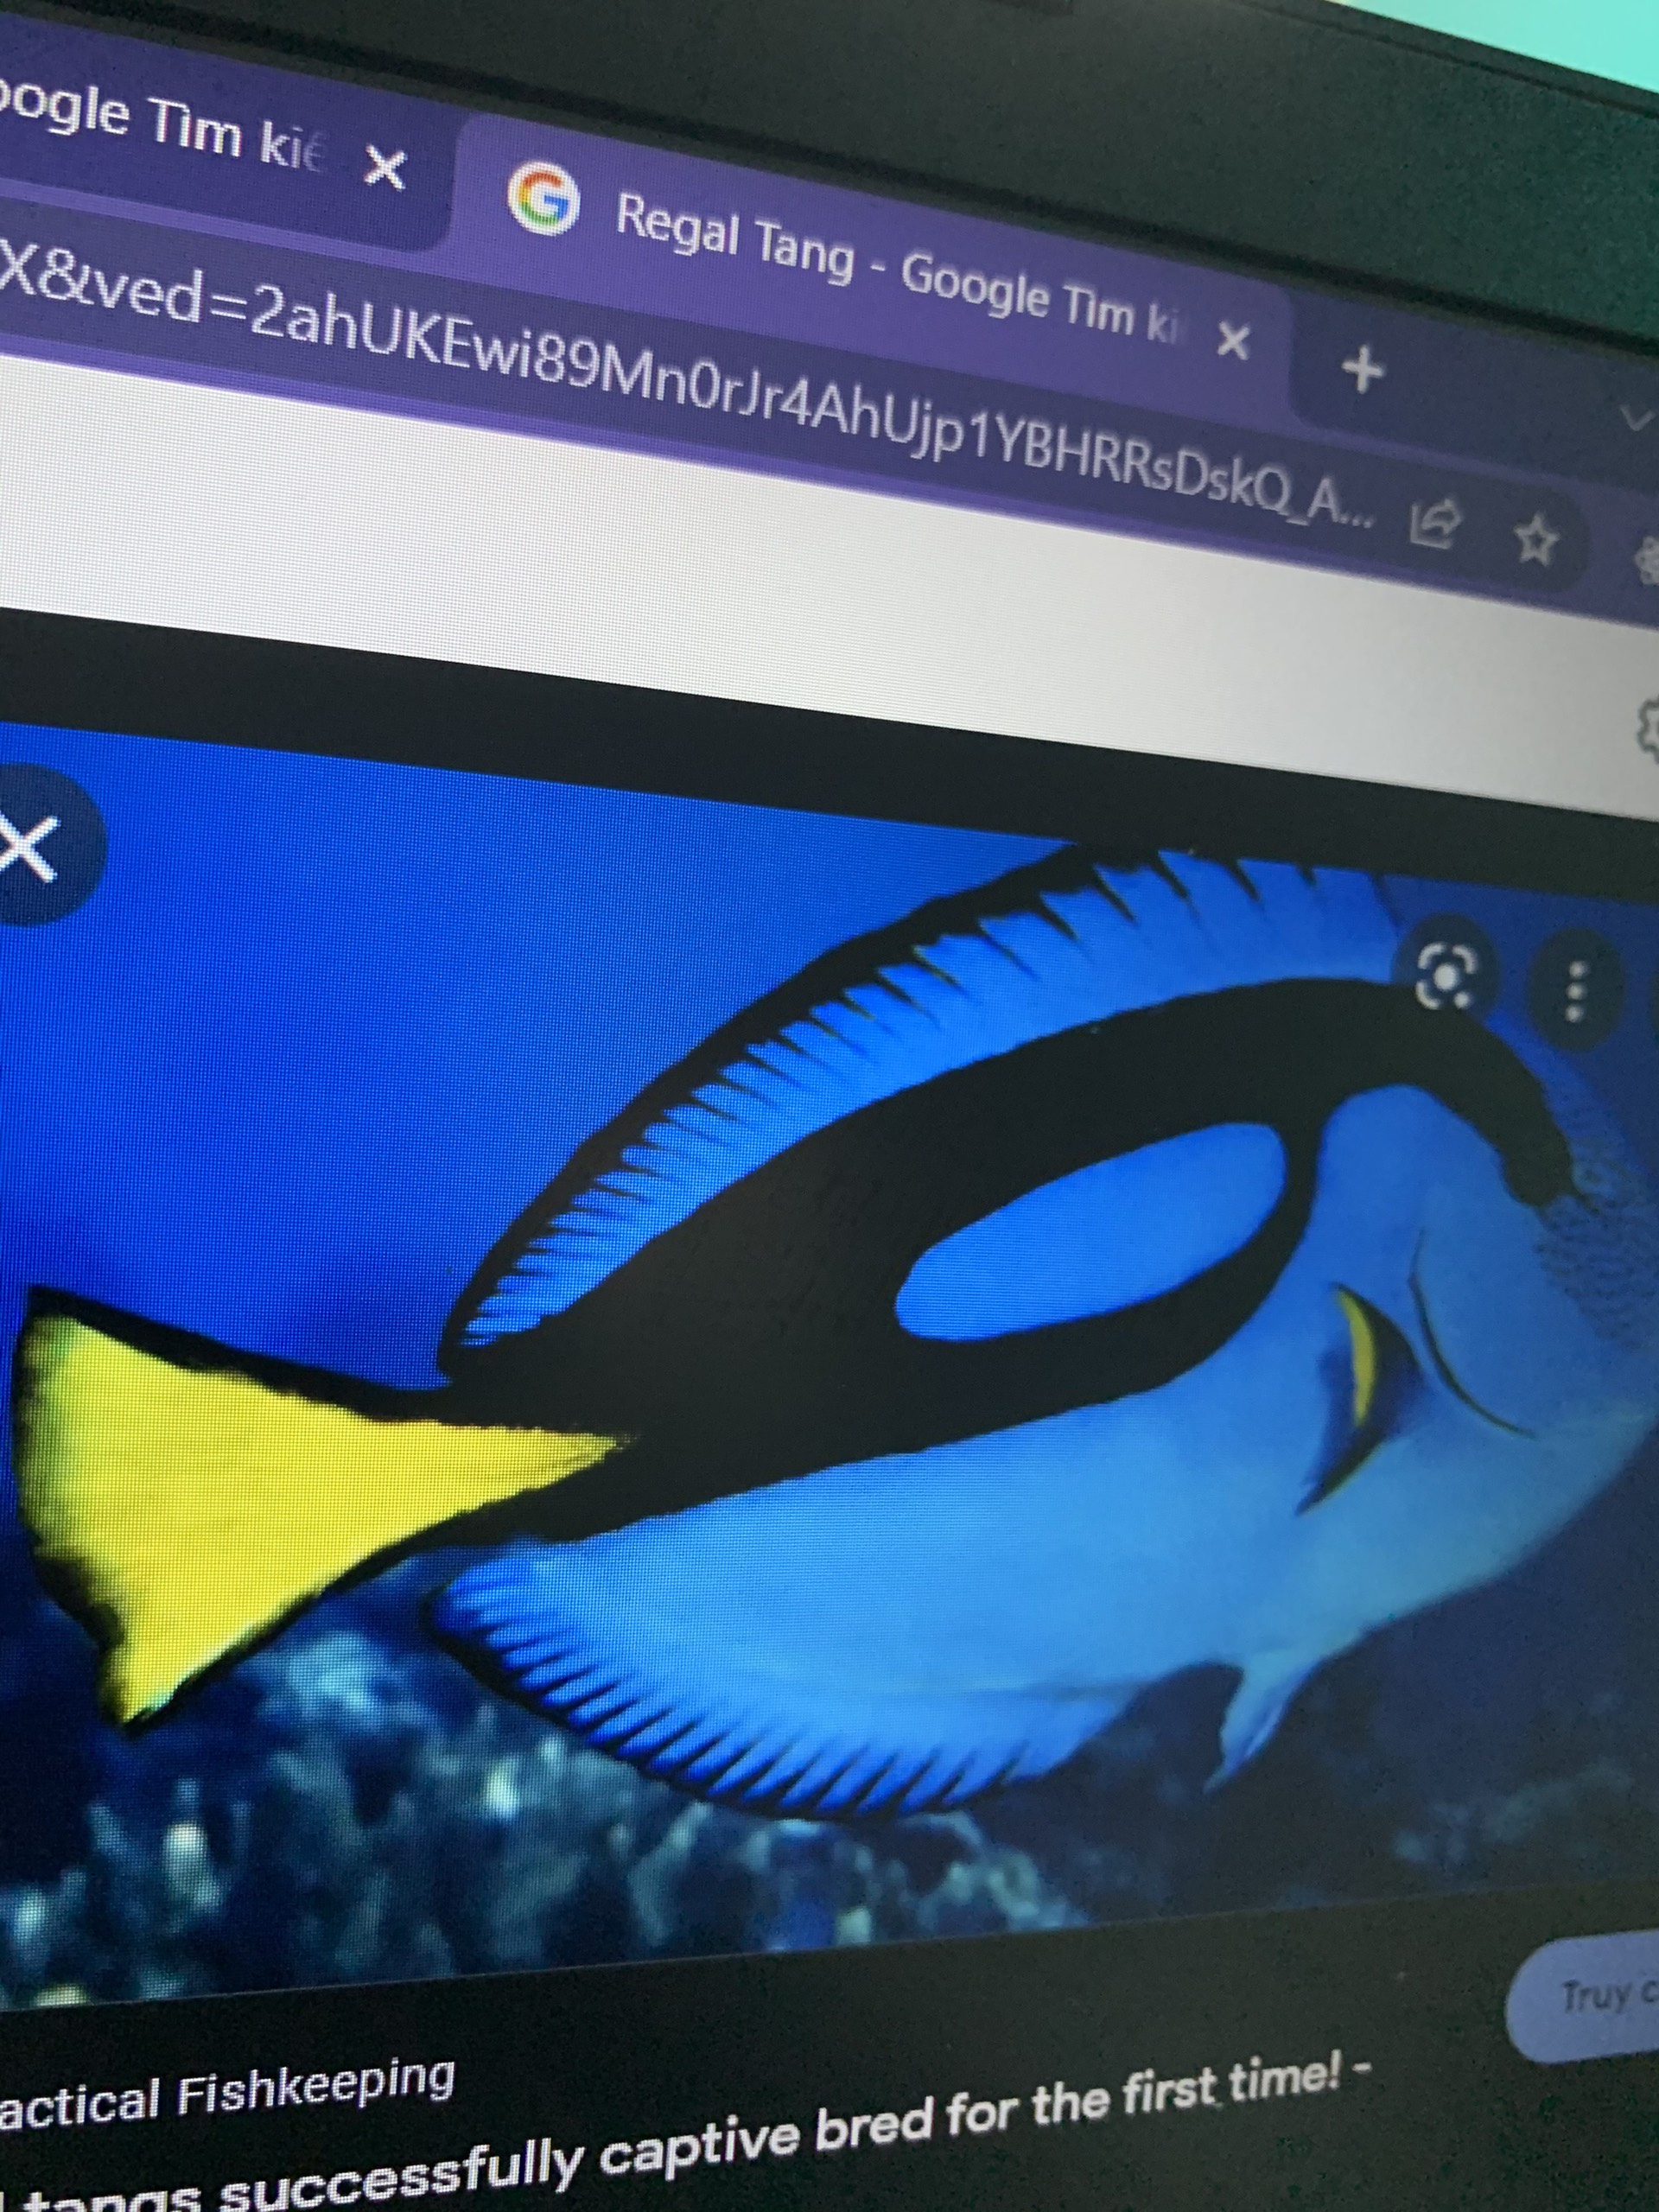 oogle Tìm kiế
Regal Tang - Google Tìm ki
X&ved=2ahUKEwi89Mn0rJr4AhUjp1YBHRRsDskQ_A...
Truy c
actical Fishkeeping
l tangs successfully captive bred for the first time! -